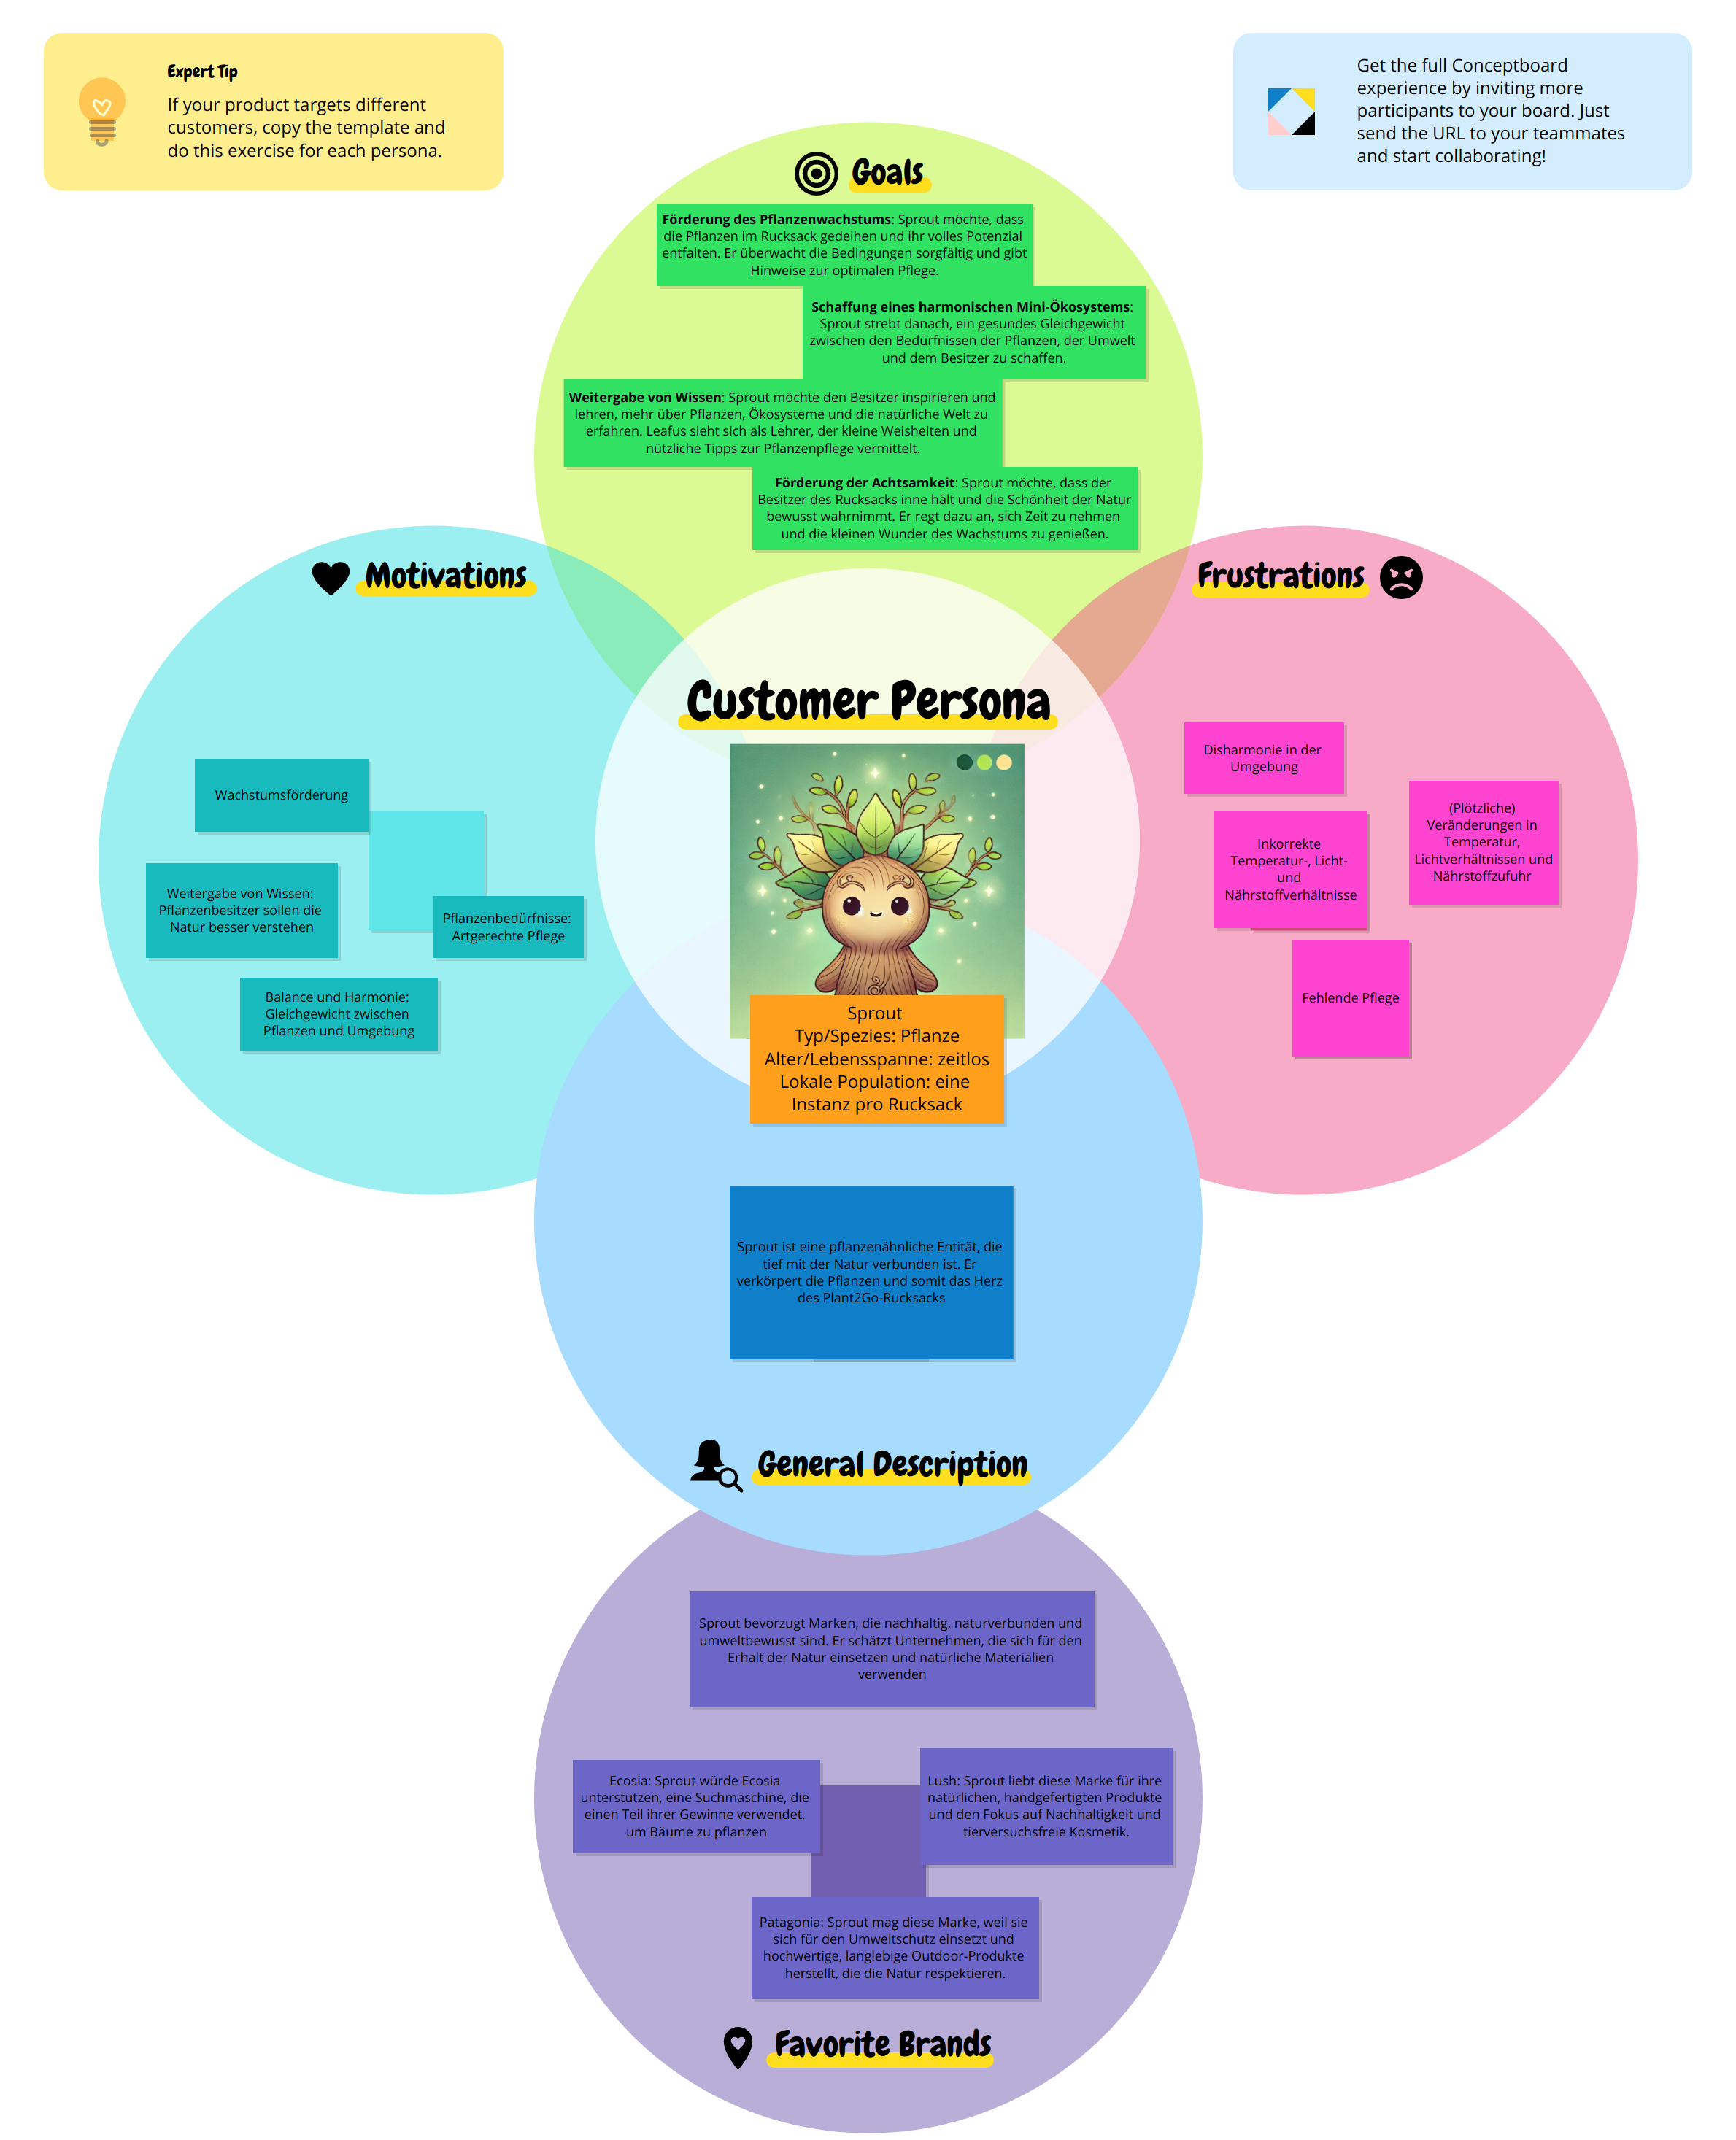 Expert Tip
If your product targets different
customers, copy the template and
do this exercise for each persona.
Get the full Conceptboard
experience by inviting more
participants to your board. Just
send the URL to your teammates
and start collaborating!
Goals
Förderung des Pflanzenwachstums: Sprout möchte, dass
die Pflanzen im Rucksack gedeihen und ihr volles Potenzial
entfalten. Er überwacht die Bedingungen sorgfältig und gibt
Hinweise zur optimalen Pflege.
Schaffung eines harmonischen Mini-Ökosystems:
Sprout strebt danach, ein gesundes Gleichgewicht
zwischen den Bedürfnissen der Pflanzen, der Umwelt
und dem Besitzer zu schaffen.
Weitergabe von Wissen: Sprout möchte den Besitzer inspirieren und
lehren, mehr über Pflanzen, Ökosysteme und die natürliche Welt zu
erfahren. Leafus sieht sich als Lehrer, der kleine Weisheiten und
nützliche Tipps zur Pflanzenpflege vermittelt.
Förderung der Achtsamkeit: Sprout möchte, dass der
Besitzer des Rucksacks inne hält und die Schönheit der Natur
bewusst wahrnimmt. Er regt dazu an, sich Zeit zu nehmen
und die kleinen Wunder des Wachstums zu genießen.
Motivations
Wachstumsförderung
Weitergabe von Wissen:
Pflanzenbesitzer sollen die
Natur besser verstehen
Pflanzenbedürfnisse:
Artgerechte Pflege
Balance und Harmonie:
Gleichgewicht zwischen
Pflanzen und Umgebung
Customer Persona
Sprout
Typ/Spezies: Pflanze
Alter/Lebensspanne: zeitlos
Lokale Population: eine
Instanz pro Rucksack
Frustrations
Disharmonie in der
Umgebung
(Plötzliche)
Veränderungen in
Temperatur,
Lichtverhältnissen und
Nährstoffzufuhr
Inkorrekte
Temperatur-, Licht-
und
Nährstoffverhältnisse
Fehlende Pflege
Sprout ist eine pflanzenähnliche Entität, die
tief mit der Natur verbunden ist. Er
verkörpert die Pflanzen und somit das Herz
des Plant2Go-Rucksacks
General Description
Sprout bevorzugt Marken, die nachhaltig, naturverbunden und
umweltbewusst sind. Er schätzt Unternehmen, die sich für den
Erhalt der Natur einsetzen und natürliche Materialien
verwenden
Ecosia: Sprout würde Ecosia
unterstützen, eine Suchmaschine, die
einen Teil ihrer Gewinne verwendet,
um Bäume zu pflanzen
Lush: Sprout liebt diese Marke für ihre
natürlichen, handgefertigten Produkte
und den Fokus auf Nachhaltigkeit und
tierversuchsfreie Kosmetik.
Patagonia: Sprout mag diese Marke, weil sie
sich für den Umweltschutz einsetzt und
hochwertige, langlebige Outdoor-Produkte
herstellt, die die Natur respektieren.
Favorite Brands